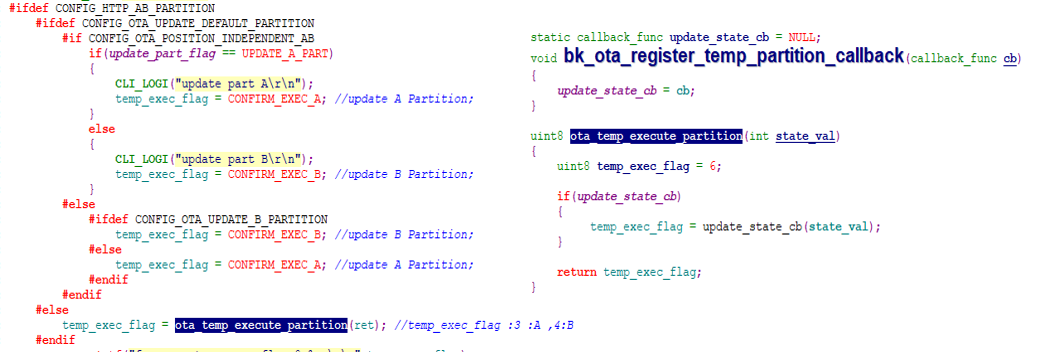 #ifdef CONFIG_HTTP_AB_PARTITION
#ifdef CONFIG_OTA_UPDATE_DEFAULT_PARTITION
#if CONFIG_OTA_POSITION_INDEPENDENT_AB
if(update_part_flag == UPDATE_A_PART)
{
CLI_LOGI("update part A\r\n");
temp_exec_flag = CONFIRM_EXEC_A; //update A Partition;
}
else
{
CLI_LOGI("update part B\r\n");
temp_exec_flag = CONFIRM_EXEC_B; //update B Partition;
}
#else
#ifdef CONFIG_OTA_UPDATE_B_PARTITION
temp_exec_flag = CONFIRM_EXEC_B; //update B Partition;
#else
temp_exec_flag = CONFIRM_EXEC_A; //update A Partition;
#endif
#endif
#else
temp_exec_flag = ota_temp_execute_partition(ret); //temp_exec_flag :3 :A ,4:B
#endif
static callback_func update_state_cb = NULL;
void bk_ota_register_temp_partition_callback(callback_func cb)
{
update_state_cb = cb;
}
uint8 ota_temp_execute_partition(int state_val)
{
uint8 temp_exec_flag = 6;
if(update_state_cb)
{
temp_exec_flag = update_state_cb(state_val);
}
return temp_exec_flag;
}